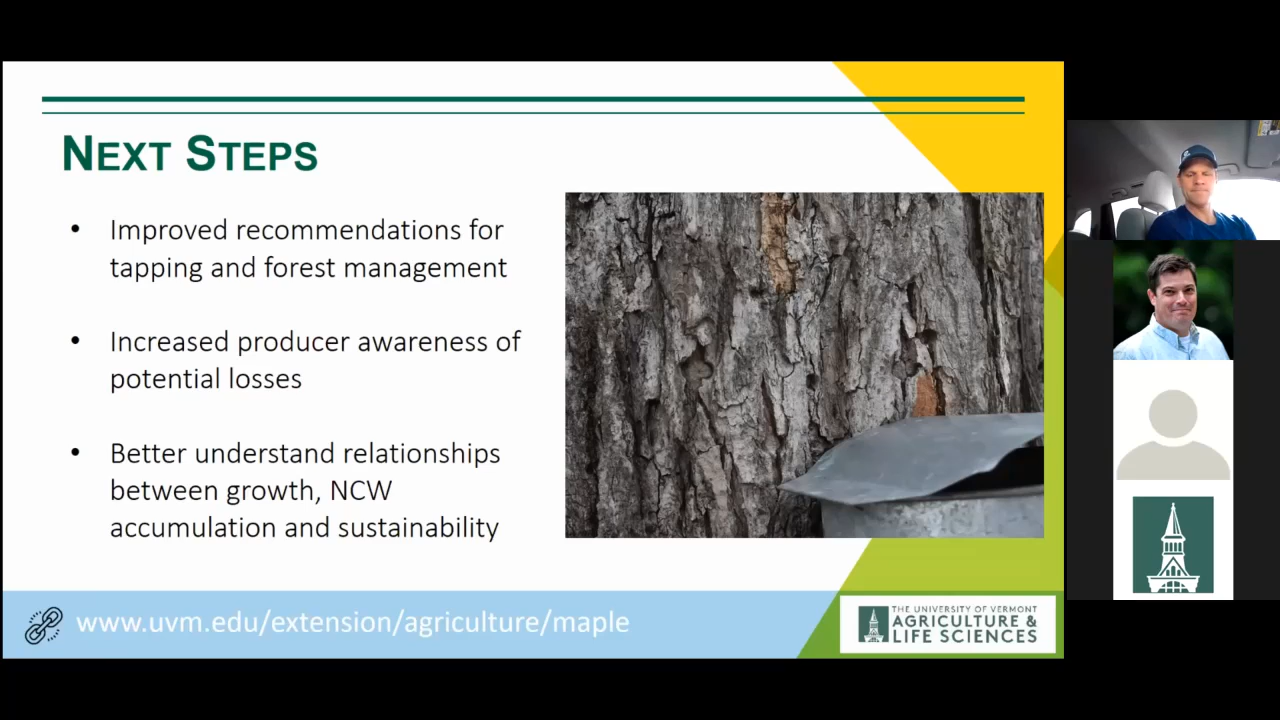 NEXT STEPS
• Improved recommendations for
tapping and forest management
• Increased producer awareness of
potential losses
• Better understand relationships
between growth, NCW
accumulation and sustainability
www.uvm.edu/extension/agriculture/maple
THE UNIVERSITY OF VERMONT
AGRICULTURE &
LIFE SCIENCES